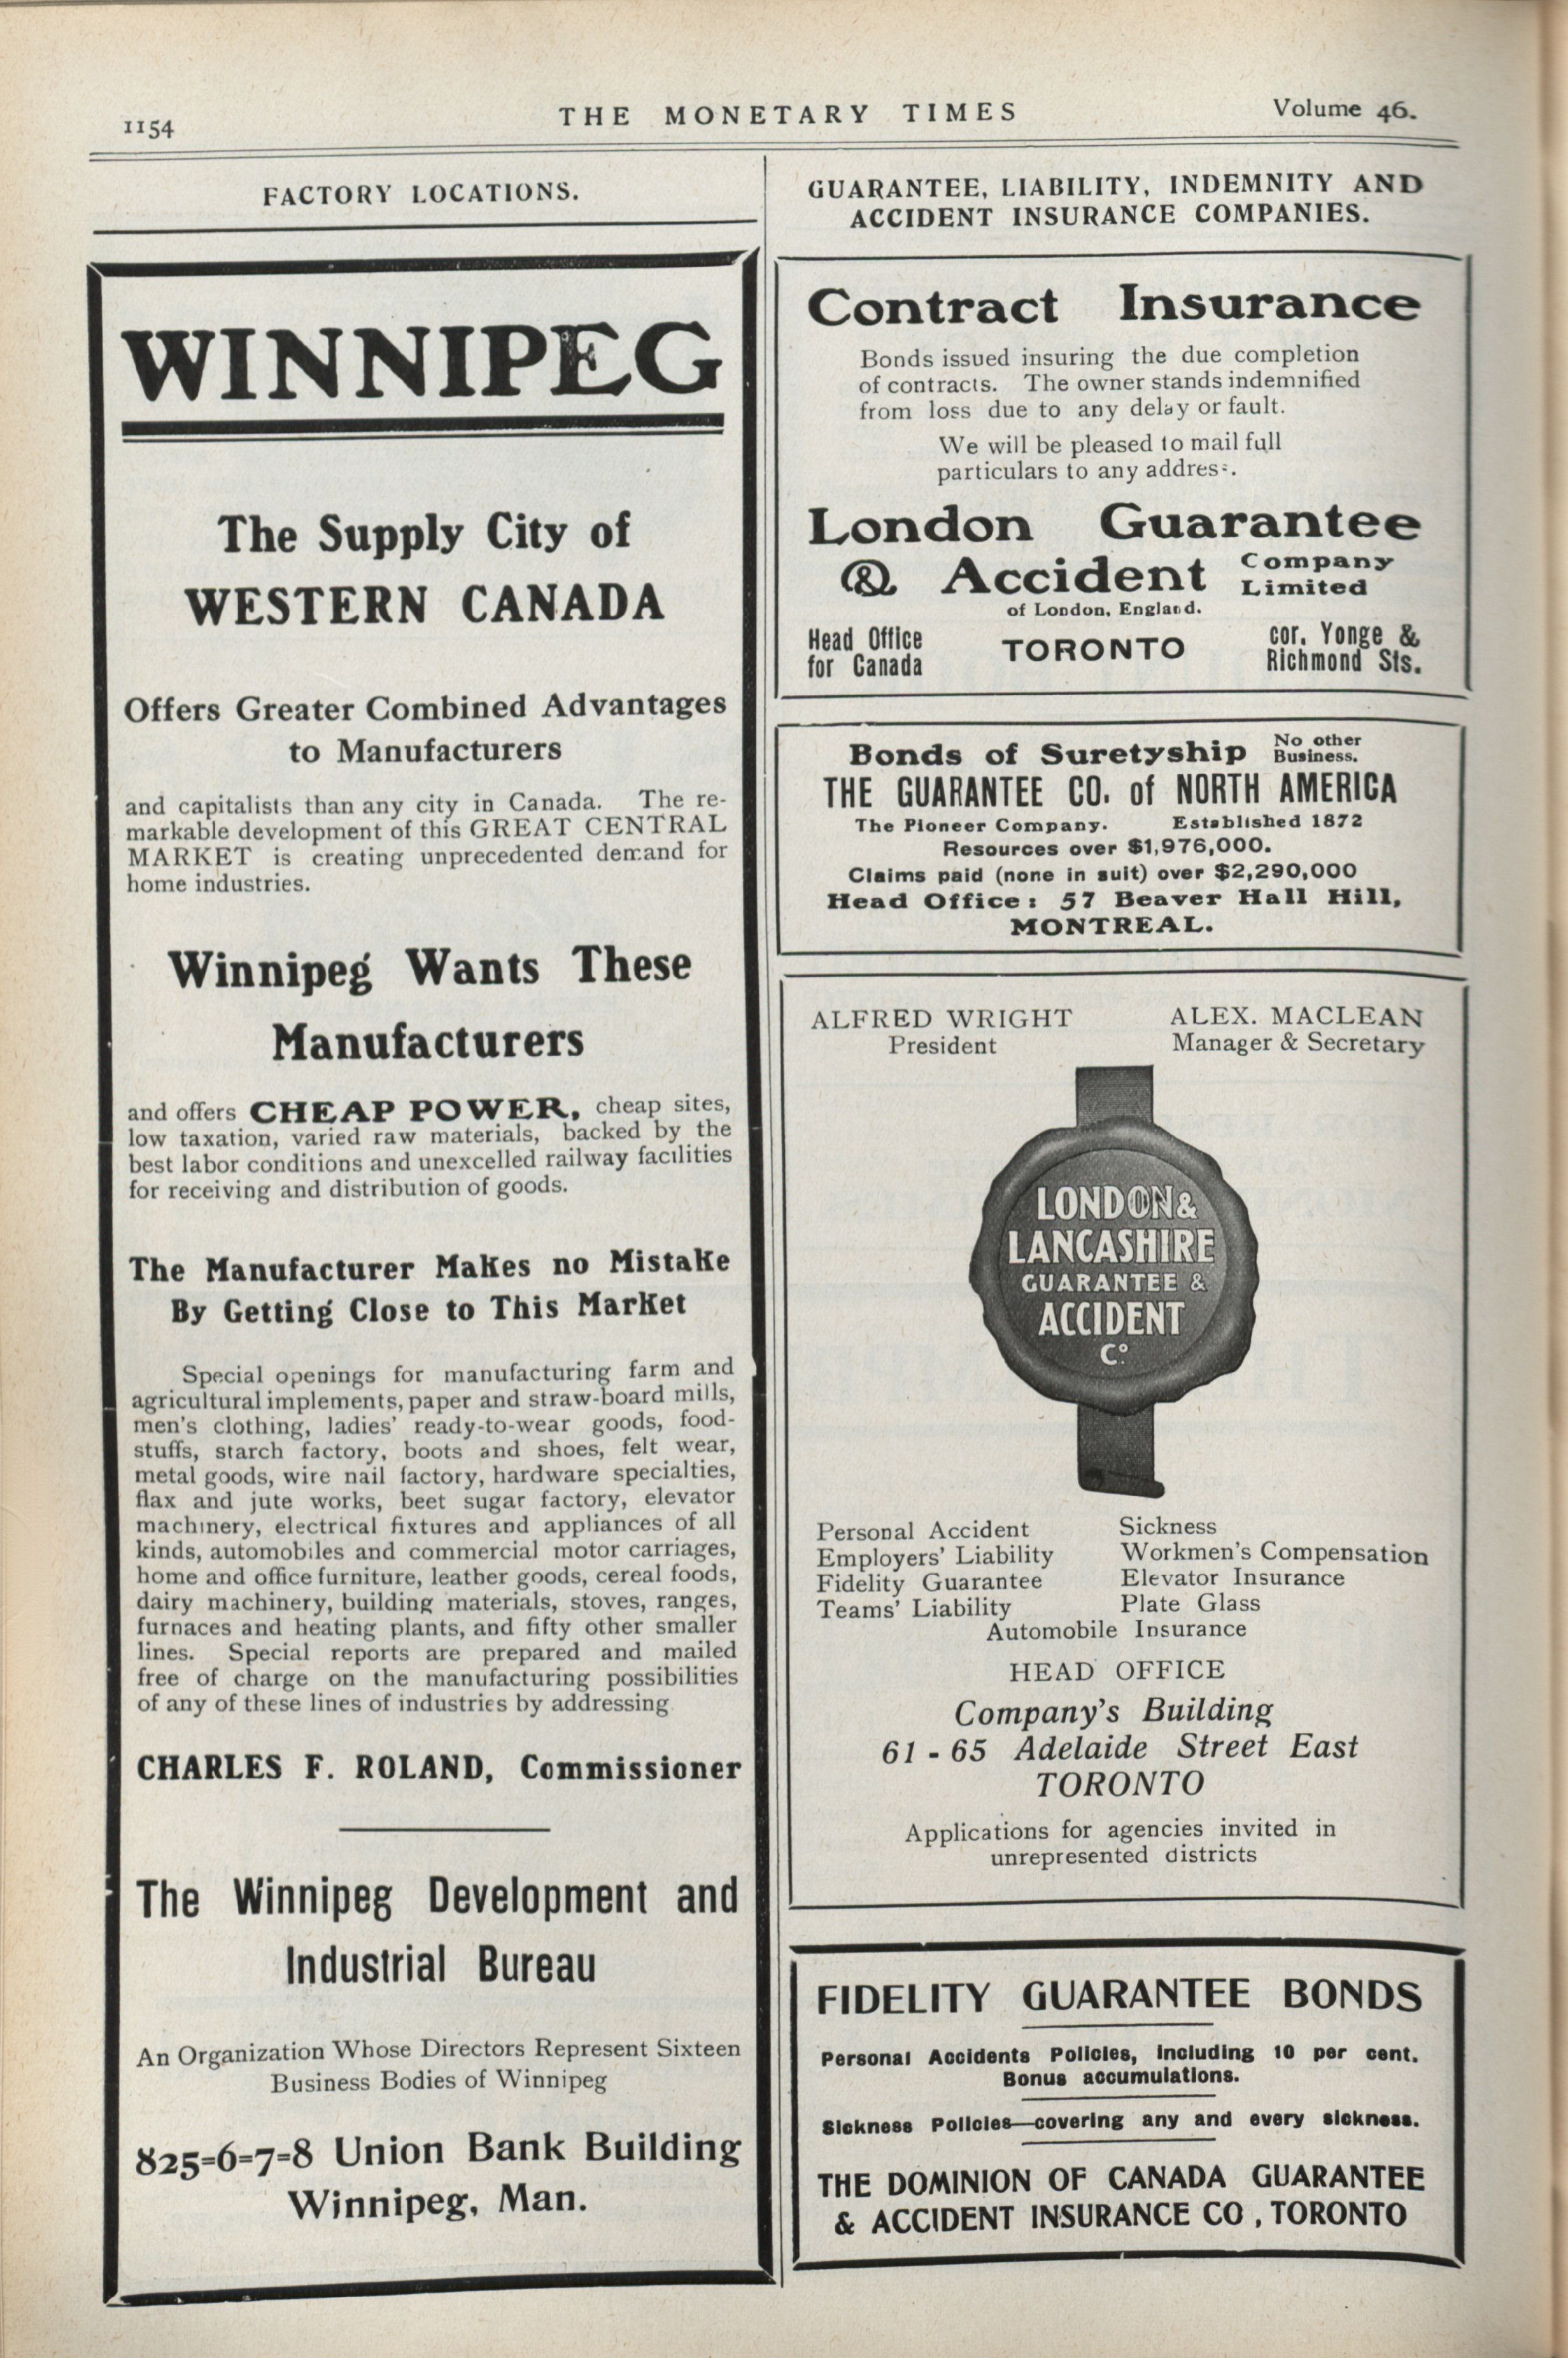 1154
THE MONETARY TIMES
Volume 46.
FACTORY LOCATIONS.
WINNIPEG
The Supply City of
WESTERN CANADA
Offers Greater Combined Advantages
to Manufacturers
and capitalists than any city in Canada. The re-
markable development of this GREAT CENTRAL
MARKET is creating unprecedented demand for
home industries.
Winnipeg Wants These
Manufacturers
and offers CHEAP POWER, cheap sites,
low taxation, varied raw materials, backed by the
best labor conditions and unexcelled railway facilities
for receiving and distribution of goods.
The Manufacturer Makes no Mistake
By Getting Close to This Market
Special openings for manufacturing farm and
agricultural implements, paper and straw-board mills,
men's clothing, ladies' ready-to-wear goods, food-
stuffs, starch factory, boots and shoes, felt wear,
metal goods, wire nail factory, hardware specialties,
flax and jute works, beet sugar factory, elevator
machinery, electrical fixtures and appliances of all
kinds, automobiles and commercial motor carriages,
home and office furniture, leather goods, cereal foods,
dairy machinery, building materials, stoves, ranges,
furnaces and heating plants, and fifty other smaller
lines. Special reports are prepared and mailed
free of charge on the manufacturing possibilities
of any of these lines of industries by addressing
CHARLES F. ROLAND, Commissioner
The Winnipeg Development and
Industrial Bureau
An Organization Whose Directors Represent Sixteen
Business Bodies of Winnipeg
825=6=7=8 Union Bank Building
Winnipeg, Man.
GUARANTEE, LIABILITY, INDEMNITY AND
ACCIDENT INSURANCE COMPANIES.
Contract Insurance
Bonds issued insuring the due completion
of contracts. The owner stands indemnified
from loss due to any delay or fault.
We will be pleased to mail full
particulars to any address.
London Guarantee
& Accident Company Limited
of London, England.
Head Office for Canada TORONTO cor. Yonge & Richmond Sts.
Bonds of Suretyship No other Business.
THE GUARANTEE CO. of NORTH AMERICA
The Pioneer Company. Established 1872
Resources over $1,976,000.
Claims paid (none in suit) over $2,290,000
Head Office: 57 Beaver Hall Hill,
MONTREAL.
ALFRED WRIGHT
President
ALEX. MACLEAN
Manager & Secretary
LONDON &
LANCASHIRE
GUARANTEE &
ACCIDENT
Co.
Personal Accident Sickness
Employers' Liability Workmen's Compensation
Fidelity Guarantee Elevator Insurance
Teams' Liability Plate Glass
Automobile Insurance
HEAD OFFICE
Company's Building
61 - 65 Adelaide Street East
TORONTO
Applications for agencies invited in
unrepresented districts
FIDELITY GUARANTEE BONDS
Personal Accidents Policies, including 10 per cent.
Bonus accumulations.
Sickness Policies—covering any and every sickness.
THE DOMINION OF CANADA GUARANTEE
& ACCIDENT INSURANCE CO, TORONTO